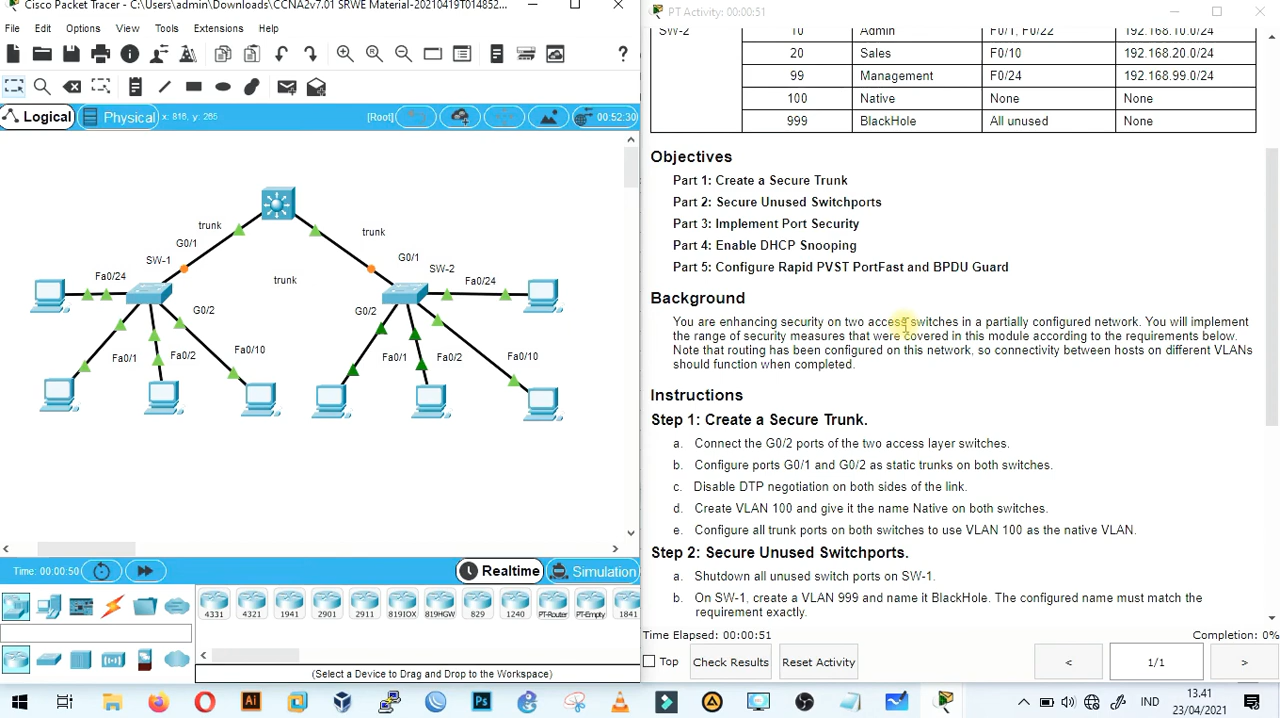 Cisco Packet Tracer - C:\Users\admin\Downloads\CCNA2v7.01 SRWE Material-20210419T014852...
File Edit View Options Tools Extensions Help
?
Logical
Physical
x: 816, y: 265
[Root]
00:52:30
trunk
trunk
G0/1
G0/1
SW-1
SW-2
Fa0/24
trunk
Fa0/24
G0/2
G0/2
Fa0/1
Fa0/2
Fa0/10
Fa0/1
Fa0/2
Fa0/10
Time: 00:00:50
Realtime
Simulation
4331 4321 1941 2901 2911 819IOX 819HGW 829 1240 PT-Router PT-Empty 1841
(Select a Device to Drag and Drop to the Workspace)
PT Activity: 00:00:51
SW-2 10 Admin F0/1, F0/22 192.168.10.0/24
20 Sales F0/10 192.168.20.0/24
99 Management F0/24 192.168.99.0/24
100 Native None None
999 BlackHole All unused None
Objectives
Part 1: Create a Secure Trunk
Part 2: Secure Unused Switchports
Part 3: Implement Port Security
Part 4: Enable DHCP Snooping
Part 5: Configure Rapid PVST PortFast and BPDU Guard
Background
You are enhancing security on two access switches in a partially configured network. You will implement
the range of security measures that were covered in this module according to the requirements below.
Note that routing has been configured on this network, so connectivity between hosts on different VLANs
should function when completed.
Instructions
Step 1: Create a Secure Trunk.
a. Connect the G0/2 ports of the two access layer switches.
b. Configure ports G0/1 and G0/2 as static trunks on both switches.
c. Disable DTP negotiation on both sides of the link.
d. Create VLAN 100 and give it the name Native on both switches.
e. Configure all trunk ports on both switches to use VLAN 100 as the native VLAN.
Step 2: Secure Unused Switchports.
a. Shutdown all unused switch ports on SW-1.
b. On SW-1, create a VLAN 999 and name it BlackHole. The configured name must match the
requirement exactly.
Time Elapsed: 00:00:51
Completion: 0%
Top
Check Results
Reset Activity
<
1/1
>
Ai
Ps
IND
13.41
23/04/2021